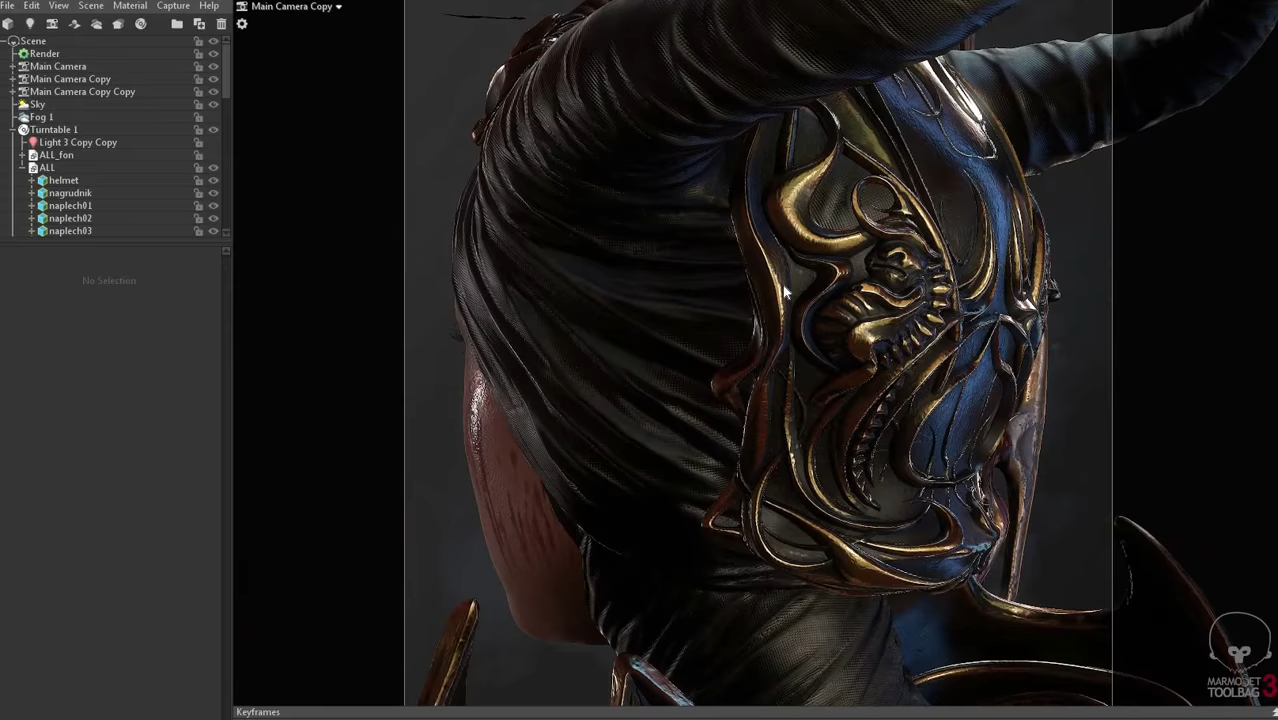 File Edit View Scene Material Capture Help
Main Camera Copy
Scene
Render
Main Camera
Main Camera Copy
Main Camera Copy Copy
Sky
Fog 1
Turntable 1
Light 3 Copy Copy
ALL_fon
ALL
helmet
nagrudnik
naplech01
naplech02
naplech03
No Selection
MARMOSET
TOOLBAG 3
Keyframes